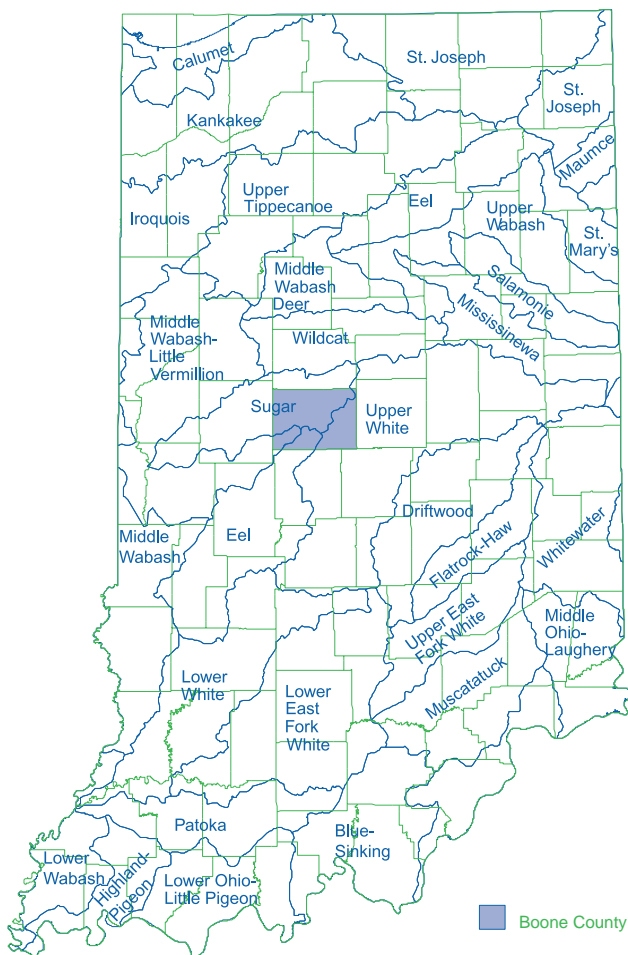 Calumet
St. Joseph
St.
Joseph
Kankakee
Maumce
Upper
Tippecanoe
Eel
Iroquois
Upper
Wabash
St.
Mary's
Middle
Wabash
Deer
Salamonie
Mississinewa
Middle
Wabash-
Little
Vermillion
Wildcat
Sugar
Upper
White
Driftwood
Middle
Wabash
Eel
Flatrock-Haw
Whitewater
Upper East
Fork White
Middle
Ohio-
Laughery
Lower
White
Lower
East
Fork
White
Muscatatuck
Patoka
Blue-
Sinking
Lower
Wabash
Highland-
Pigeon
Lower Ohio-
Little Pigeon
Boone County